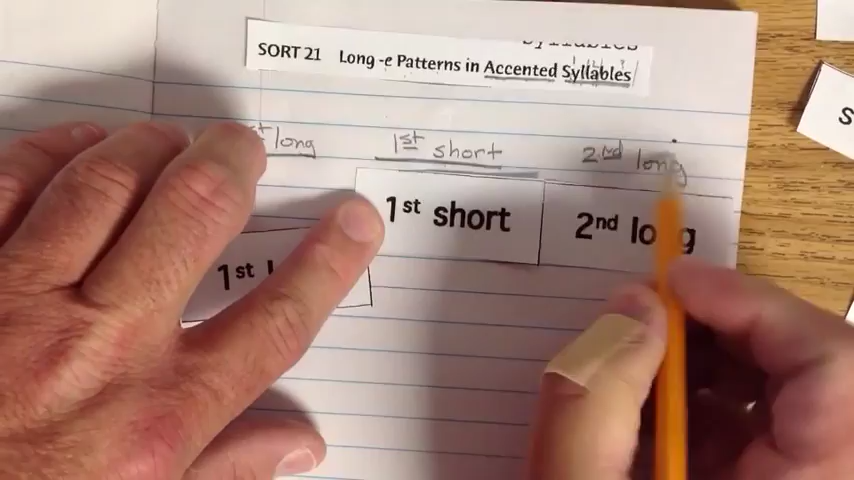 SORT 21 Long -e Patterns in Accented Syllables
long 1st short 2nd long
1st short 2nd long
1st